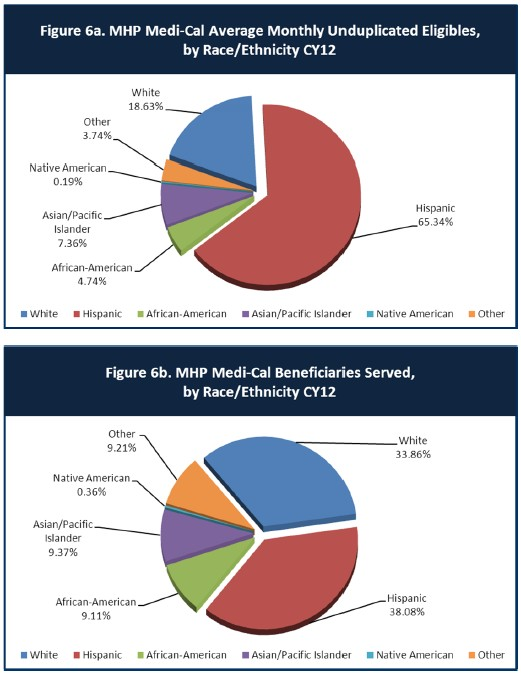 Figure 6a. MHP Medi-Cal Average Monthly Unduplicated Eligibles,
by Race/Ethnicity CY12
White
18.63%
Other
3.74%
Native American
0.19%
Asian/Pacific
Islander
7.36%
African-American
4.74%
Hispanic
65.34%
White Hispanic African-American Asian/Pacific Islander Native American Other
Figure 6b. MHP Medi-Cal Beneficiaries Served,
by Race/Ethnicity CY12
Other
9.21%
White
33.86%
Native American
0.36%
Asian/Pacific
Islander
9.37%
African-American
9.11%
Hispanic
38.08%
White Hispanic African-American Asian/Pacific Islander Native American Other